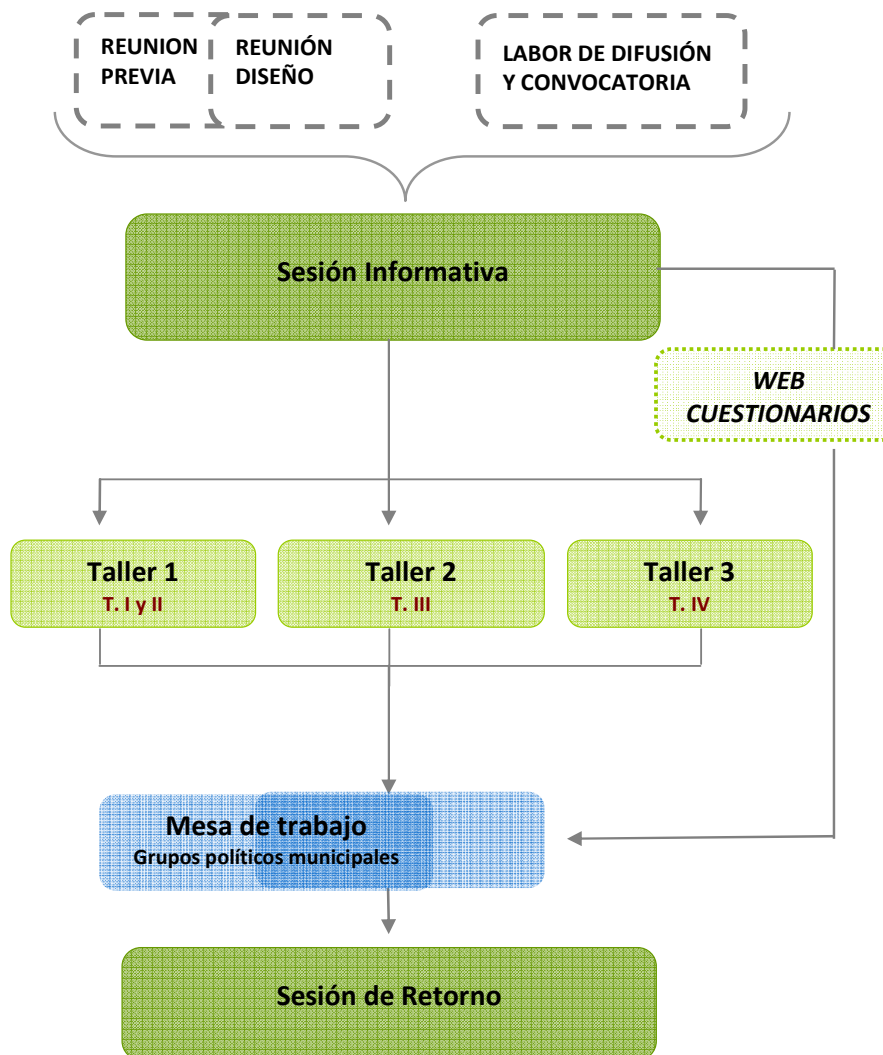 REUNION
PREVIA
REUNIÓN
DISEÑO
LABOR DE DIFUSIÓN
Y CONVOCATORIA
Sesión Informativa
WEB
CUESTIONARIOS
Taller 1
T. I y II
Taller 2
T. III
Taller 3
T. IV
Mesa de trabajo
Grupos políticos municipales
Sesión de Retorno